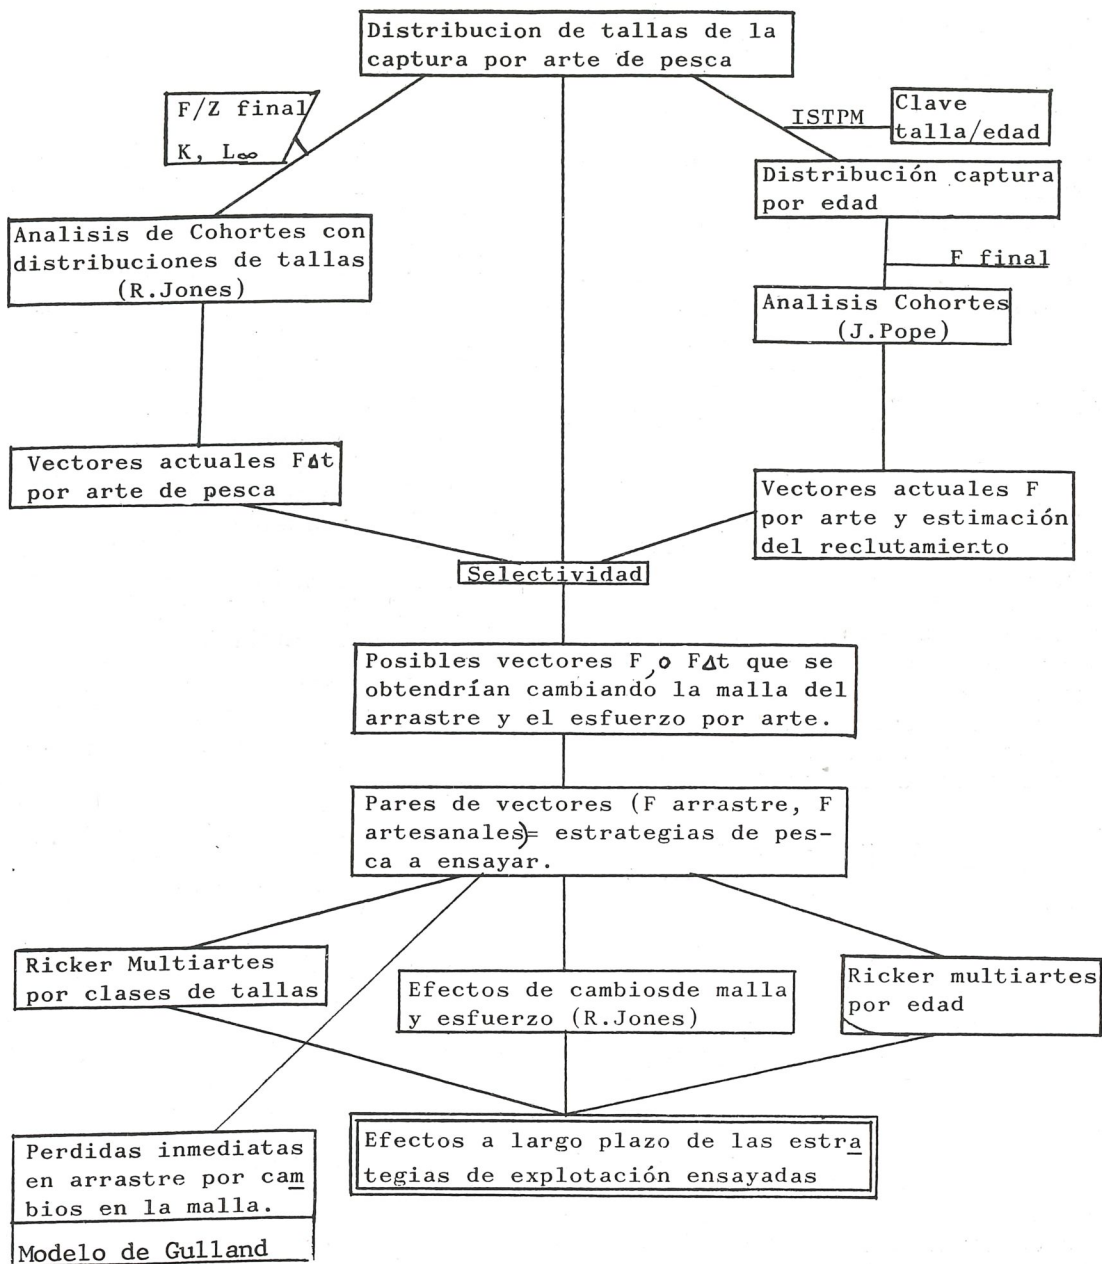 Distribucion de tallas de la
captura por arte de pesca
F/Z final
K, L∞
ISTPM
Clave
talla/edad
Distribución captura
por edad
Analisis de Cohortes con
distribuciones de tallas
(R.Jones)
F final
Analisis Cohortes
(J.Pope)
Vectores actuales FΔt
por arte de pesca
Vectores actuales F
por arte y estimación
del reclutamiento
Selectividad
Posibles vectores F, o FΔt que se
obtendrían cambiando la malla del
arrastre y el esfuerzo por arte.
Pares de vectores (F arrastre, F
artesanales)= estrategias de pes-
ca a ensayar.
Ricker Multiartes
por clases de tallas
Efectos de cambiosde malla
y esfuerzo (R.Jones)
Ricker multiartes
por edad
Perdidas inmediatas
en arrastre por cam
bios en la malla.
Modelo de Gulland
Efectos a largo plazo de las estra
tegias de explotación ensayadas